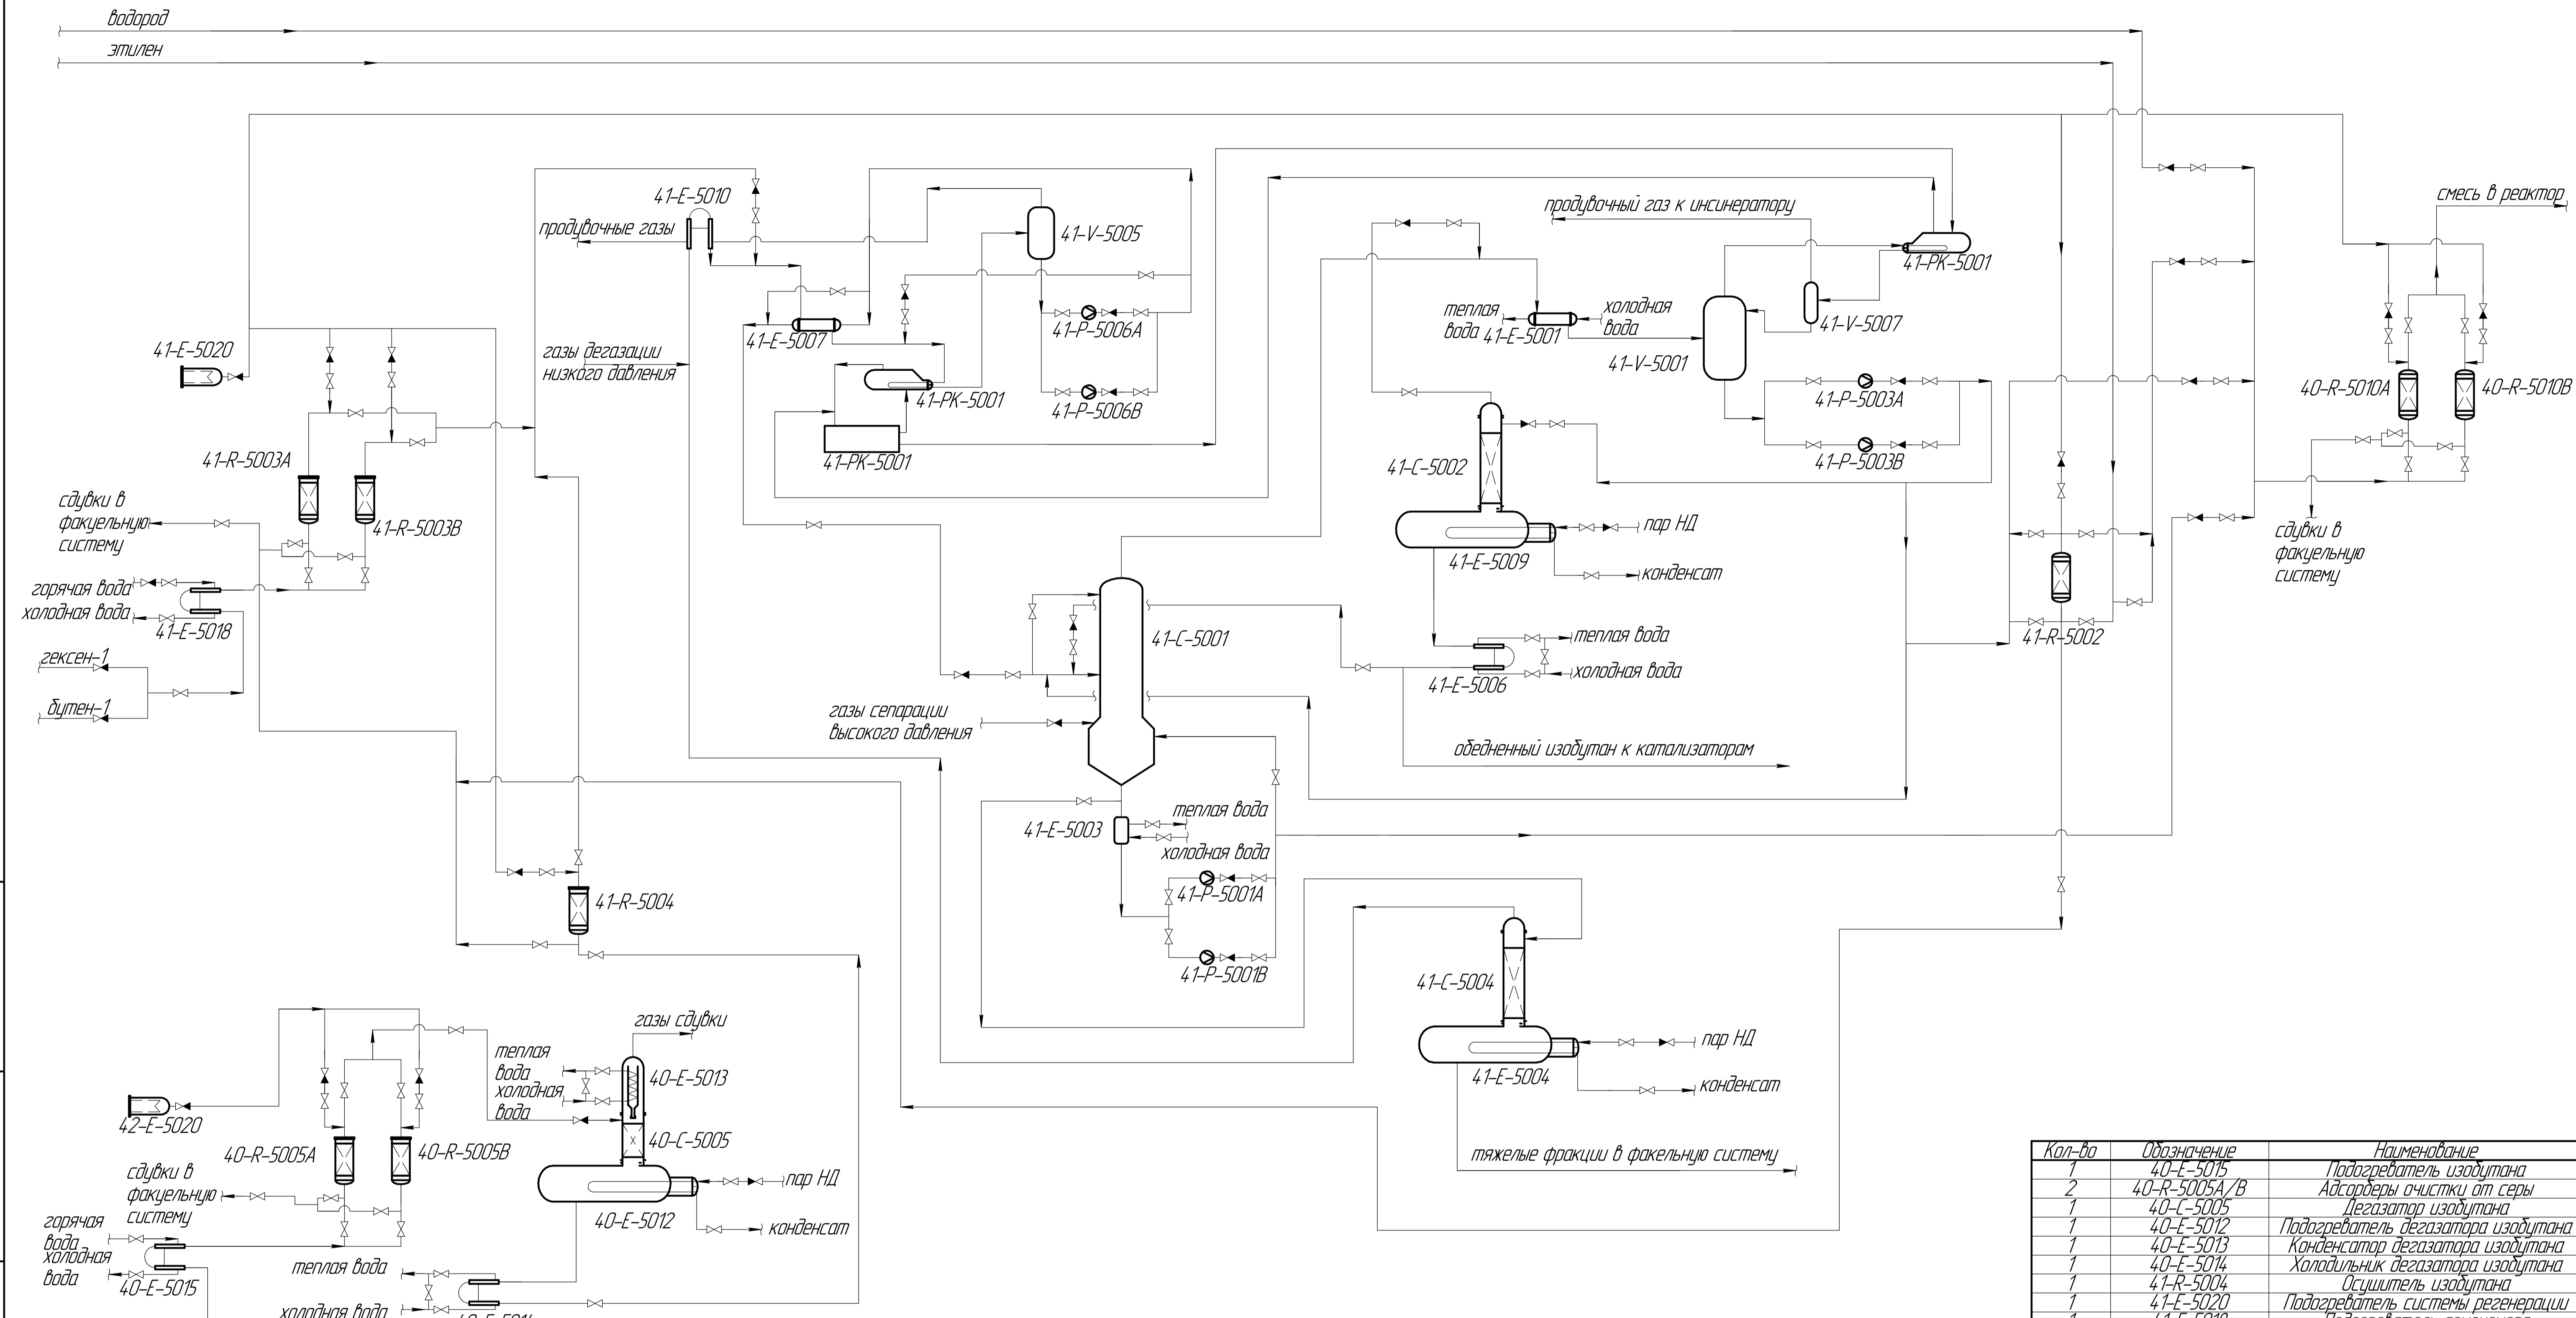 водород
этилен
41-E-5010
продувочные газы
41-V-5005
41-P-5006A
41-P-5006B
41-E-5007
газы дегазации
низкого давления
41-PK-5001
41-PK-5001
41-E-5020
41-R-5003A
41-R-5003B
сдувки в
факуельную
систему
горячая вода
холодная вода
41-E-5018
гексен-1
бутен-1
продувочный газ к инсинератору
41-PK-5001
41-V-5007
41-V-5001
теплая
вода
41-E-5001
холодная
вода
41-P-5003A
41-P-5003B
41-C-5002
пар НД
41-E-5009
конденсат
теплая вода
холодная вода
41-E-5006
обедненный изобутан к катализаторам
41-C-5001
газы сепарации
высокого давления
41-E-5003
теплая вода
холодная вода
41-P-5001A
41-P-5001B
смесь в реактор
40-R-5010A
40-R-5010B
сдувки в
факуельную
систему
41-R-5002
41-R-5004
41-C-5004
пар НД
41-E-5004
конденсат
тяжелые фракции в факельную систему
газы сдувки
теплая
вода
холодная
вода
40-E-5013
40-C-5005
пар НД
40-E-5012
конденсат
42-E-5020
40-R-5005A
40-R-5005B
сдувки в
факуельную
систему
горячая
вода
холодная
вода
40-E-5015
теплая вода
холодная вода
Кол-во Обозначение Наименование
1 40-E-5015 Подогреватель изобутана
2 40-R-5005A/B Адсорберы очистки от серы
1 40-C-5005 Дегазатор изобутана
1 40-E-5012 Подогреватель дегазатора изобутана
1 40-E-5013 Конденсатор дегазатора изобутана
1 40-E-5014 Холодильник дегазатора изобутана
1 41-R-5004 Осушитель изобутана
1 41-E-5020 Подогреватель системы регенерации